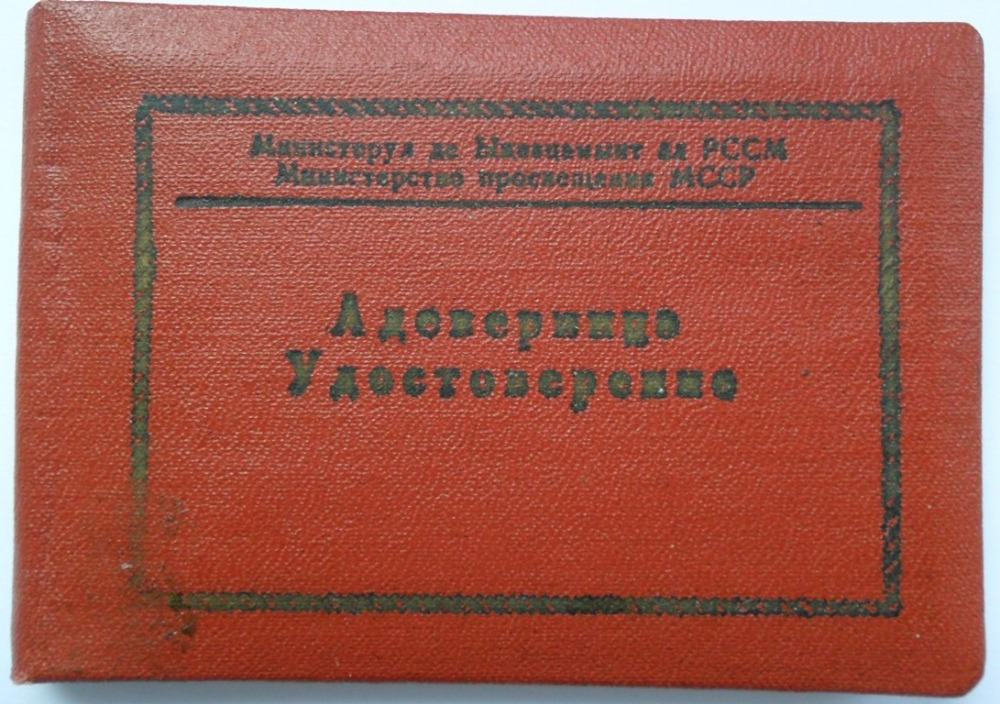 Министерул де Ынвэцэмынт ал РССМ
Министерство просвещения МССР
Адеверинцэ
Удостоверение